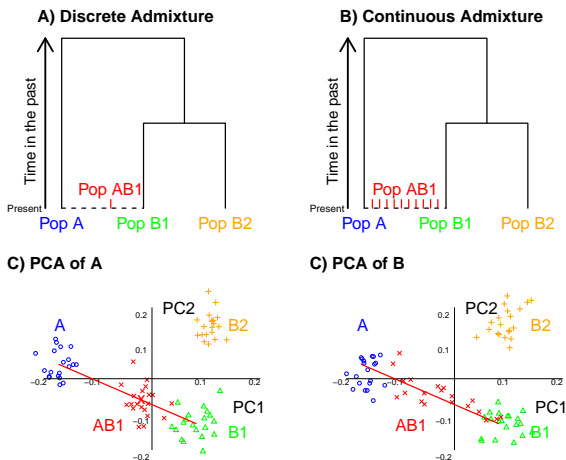 A) Discrete Admixture
B) Continuous Admixture
Time in the past
Time in the past
Pop AB1
Pop AB1
Present
Present
Pop A
Pop B1
Pop B2
Pop A
Pop B1
Pop B2
C) PCA of A
C) PCA of B
PC2
A
B2
0.2
0.1
−0.2
−0.1
0.1
0.2
PC1
AB1
−0.1
B1
−0.2
PC2
A
B2
0.2
0.1
−0.2
−0.1
0.1
0.2
PC1
AB1
−0.1
B1
−0.2